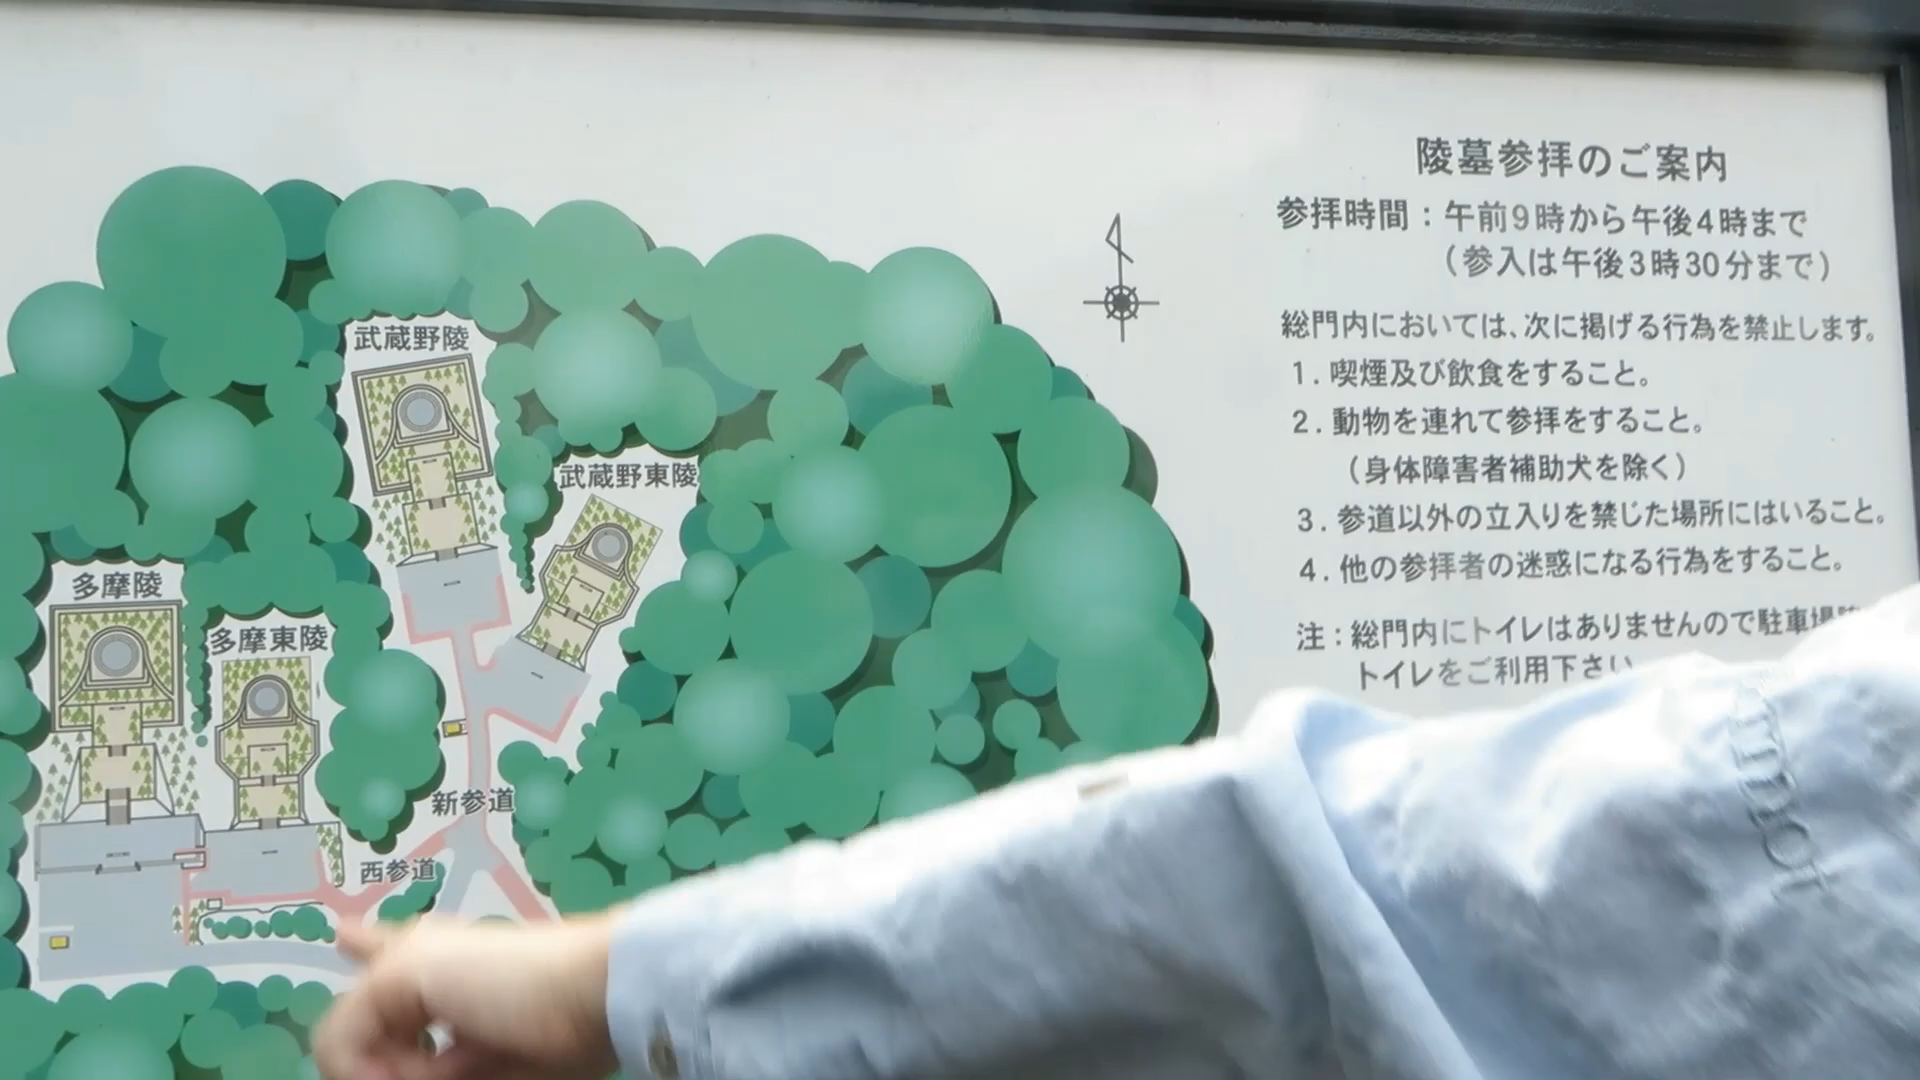 陵墓参拝のご案内
参拝時間：午前9時から午後4時まで
（参入は午後3時30分まで）
総門内においては、次に掲げる行為を禁止します。
1．喫煙及び飲食をすること。
2．動物を連れて参拝をすること。
（身体障害者補助犬を除く）
3．参道以外の立入りを禁じた場所にはいること。
4．他の参拝者の迷惑になる行為をすること。
注：総門内にトイレはありませんので駐車場
トイレをご利用下さい
武蔵野陵
武蔵野東陵
多摩陵
多摩東陵
新参道
西参道